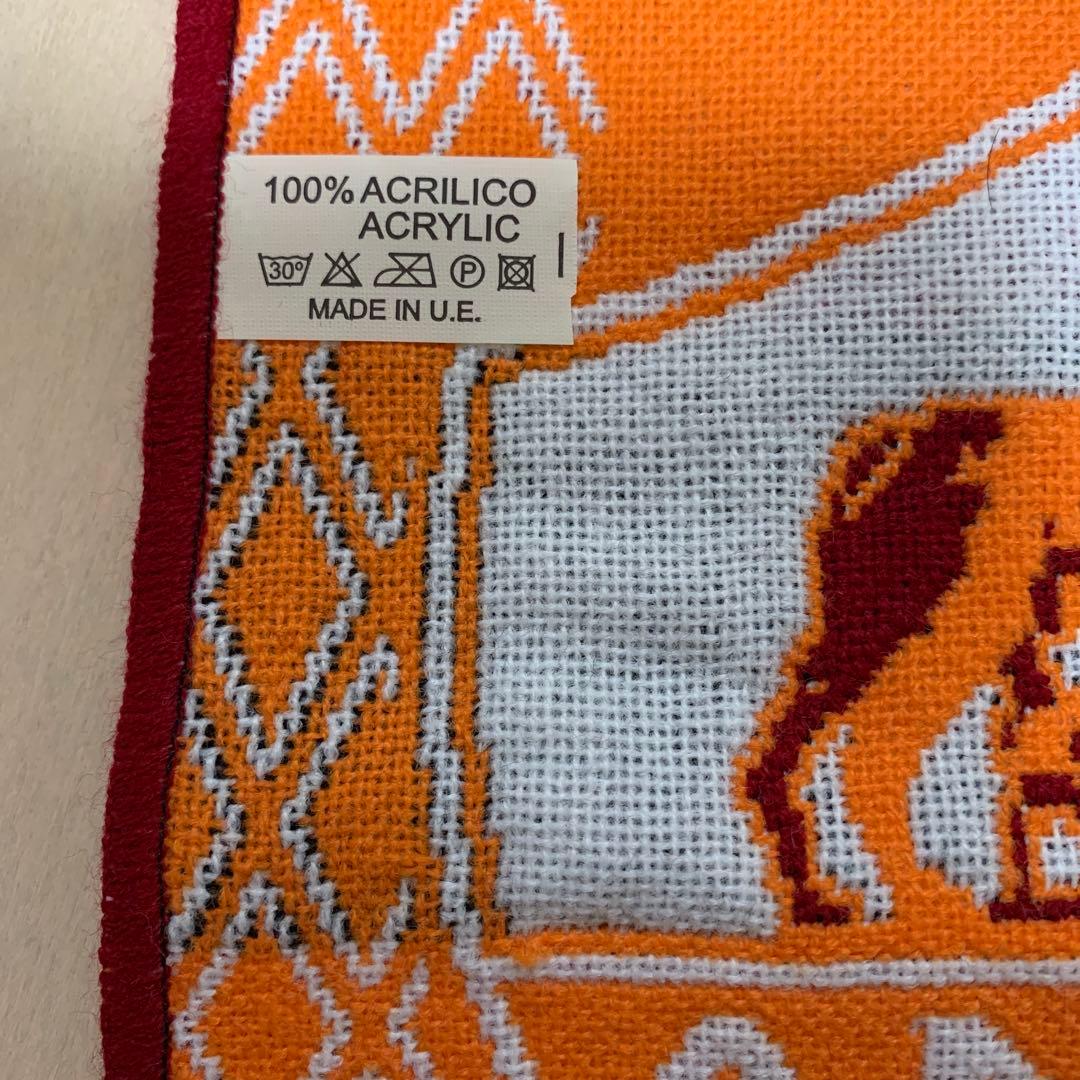 100% ACRILICO
ACRYLIC
30° P
MADE IN U.E.